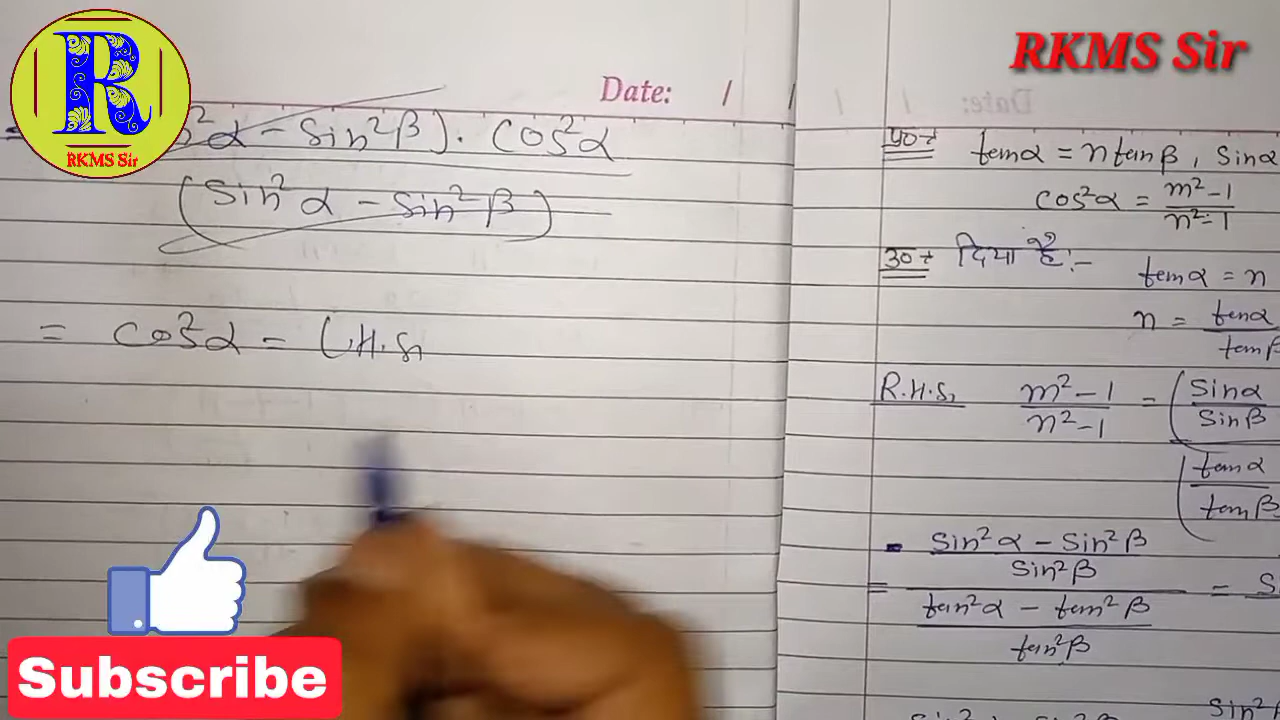 R
RKMS Sir
RKMS Sir
Date: / /
= α - Sin²β). Cos²α
(Sin²α - Sin²β)
= Cos²α = L.H.S,
Subscribe
Date: / /
प्र०→ tanα = n tanβ, Sinα
Cos²α = m²-1
n²-1
उ०→ दिया है:- tanα = n
n = tanα
tanβ
R.H.S, m²-1 = (Sinα
n²-1 Sinβ
(tanα
tanβ
= Sin²α - Sin²β
Sin²β
= = S
tan²α - tan²β
tan²β